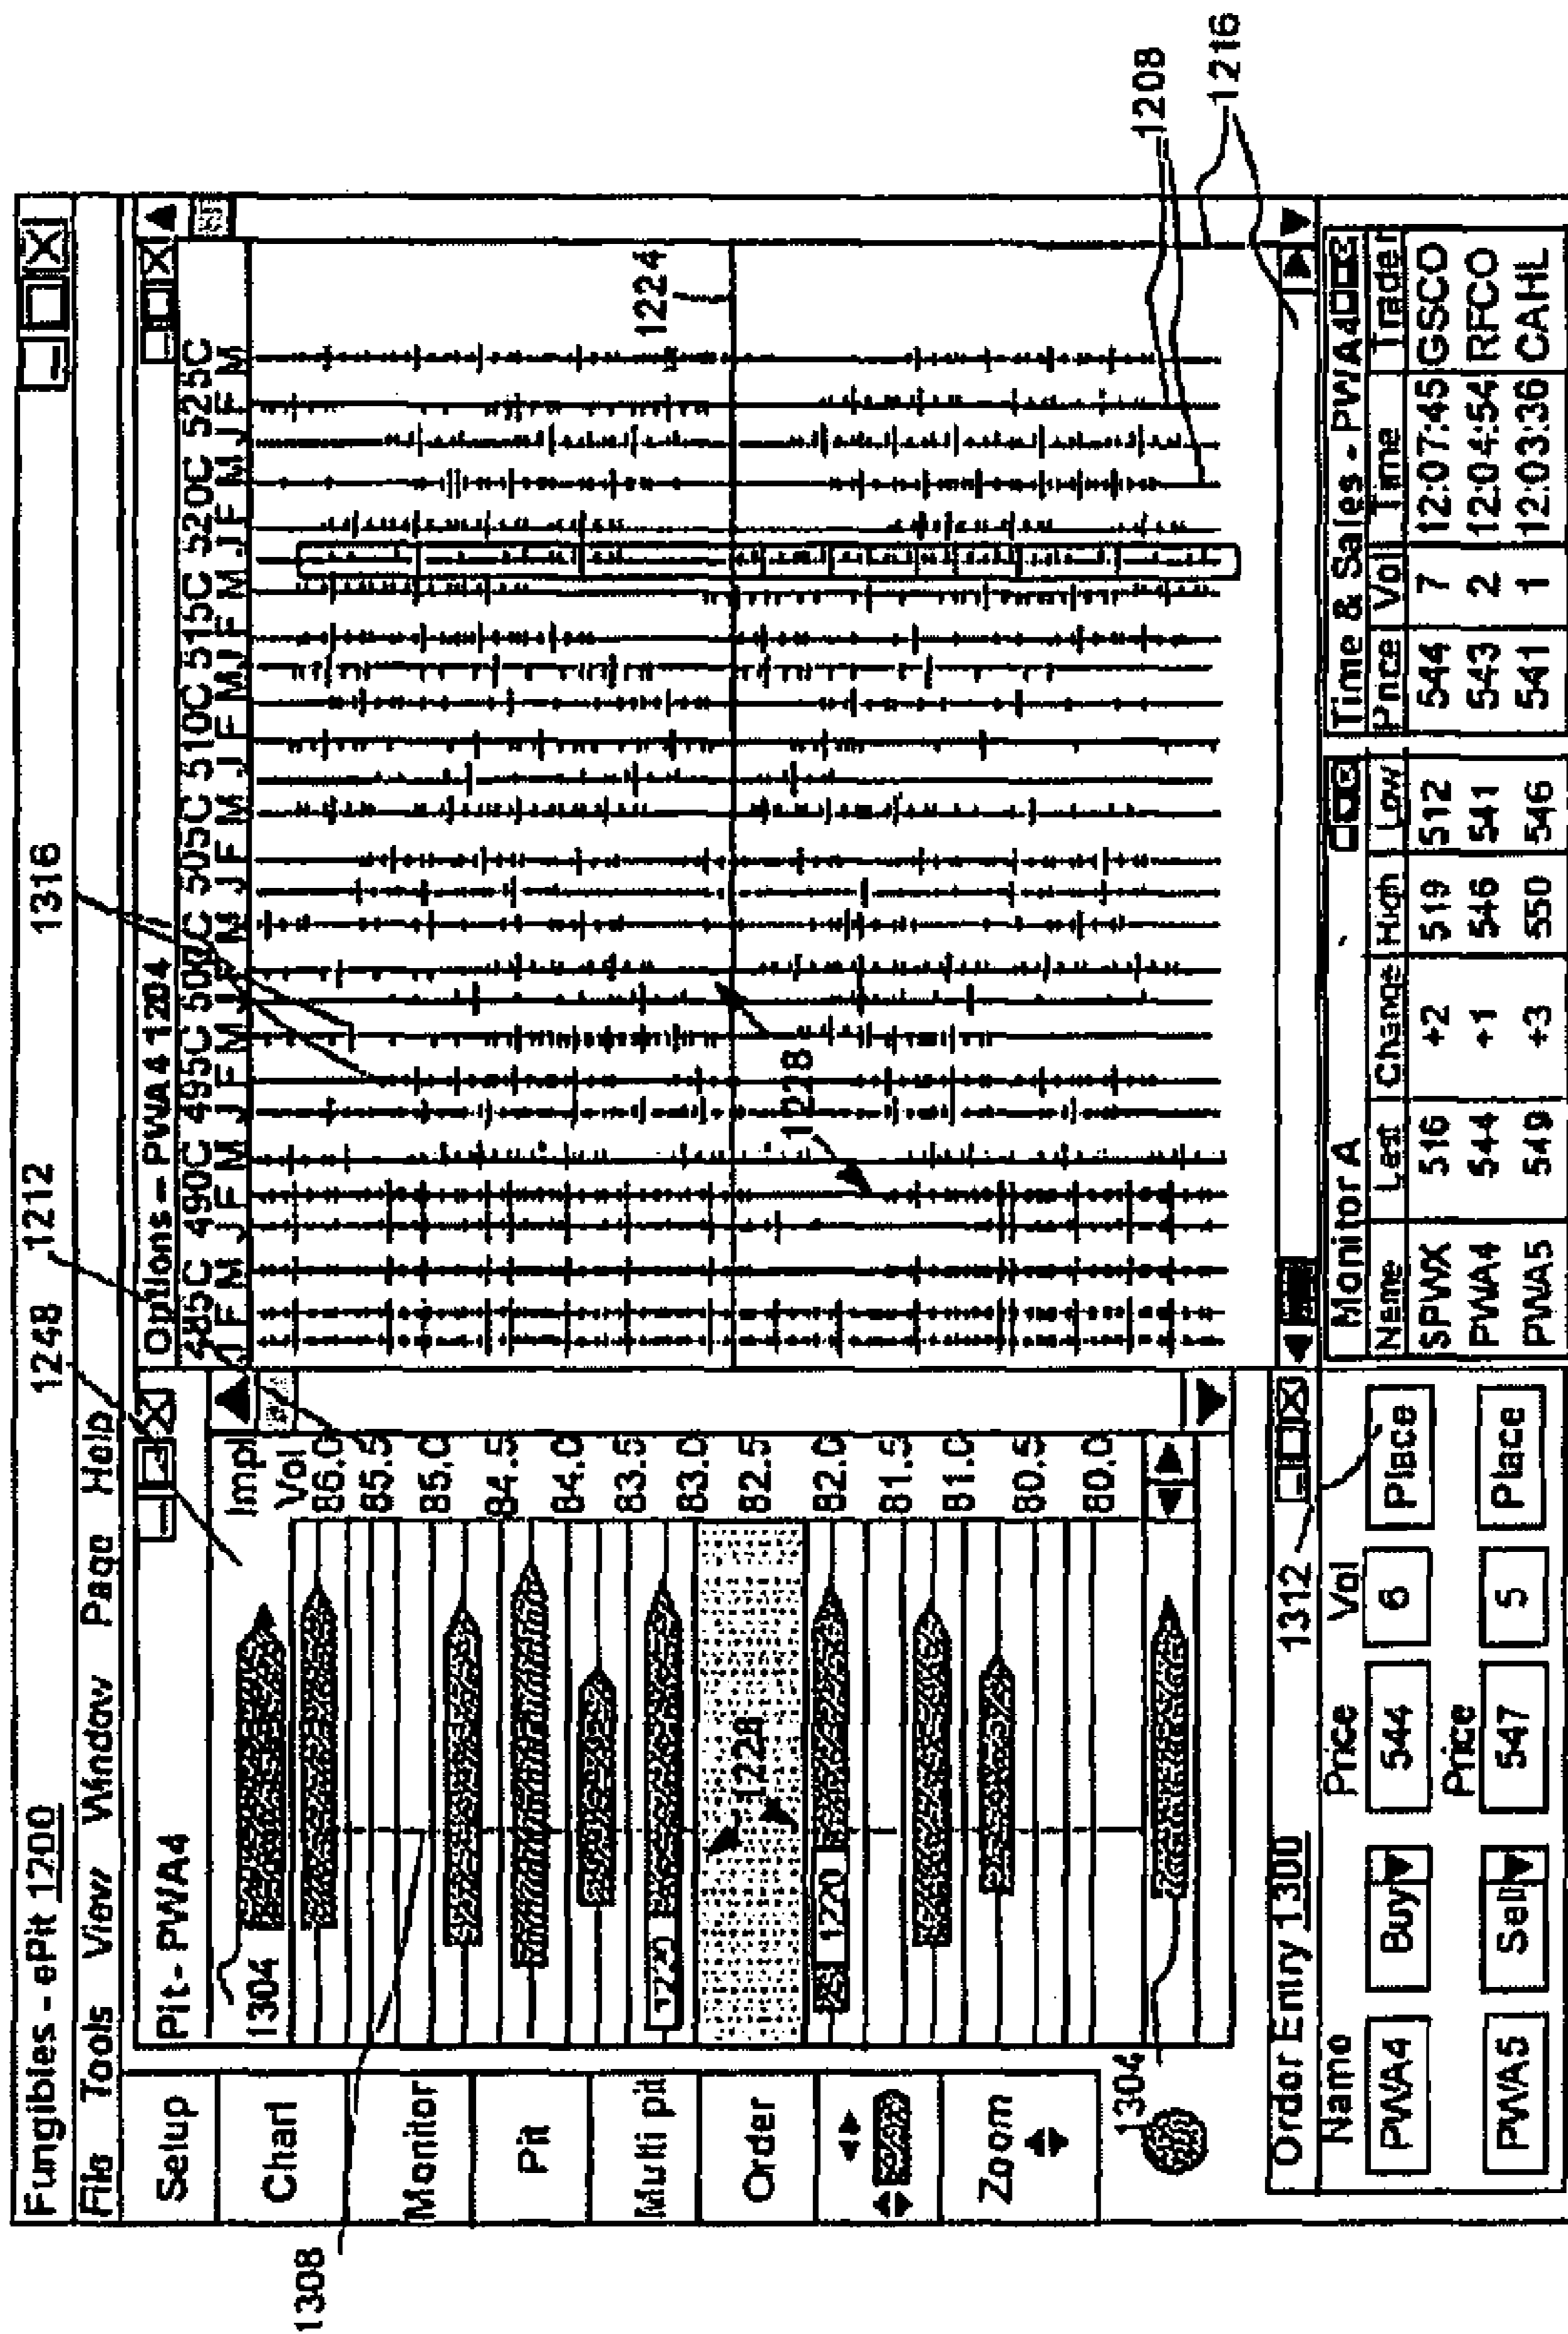 Fungibles - ePit 1200
File Tools View Window Page Help
1248
1212
1316
Setup
Chart
Monitor
Pit
Multi pit
Order
Zoom
1308
1304
Pit - PWA4
1304
Impl
Vol
86.0
85.5
85.0
84.5
84.0
83.5
83.0
82.5
82.0
81.5
81.0
80.5
80.0
1220
1228
1220
Options - PWA4 1204
485C 490C 495C 500C 505C 510C 515C 520C 525C
J F M J F M J F M J F M J F M J F M J F M J F M J F M
1224
1228
1208
1216
Order Entry 1300
1312
Name Price Vol
PWA4 Buy 544 6 Place
Price
PWA5 Sell 547 5 Place
Monitor A
Name Last Change High Low
SPWX 516 +2 519 512
PWA4 544 +1 546 541
PWA5 549 +3 550 546
Time & Sales - PWA4
Price Vol Time Trader
544 7 12:07:45 GSCO
543 2 12:04:54 RFCO
541 1 12:03:36 CAHL